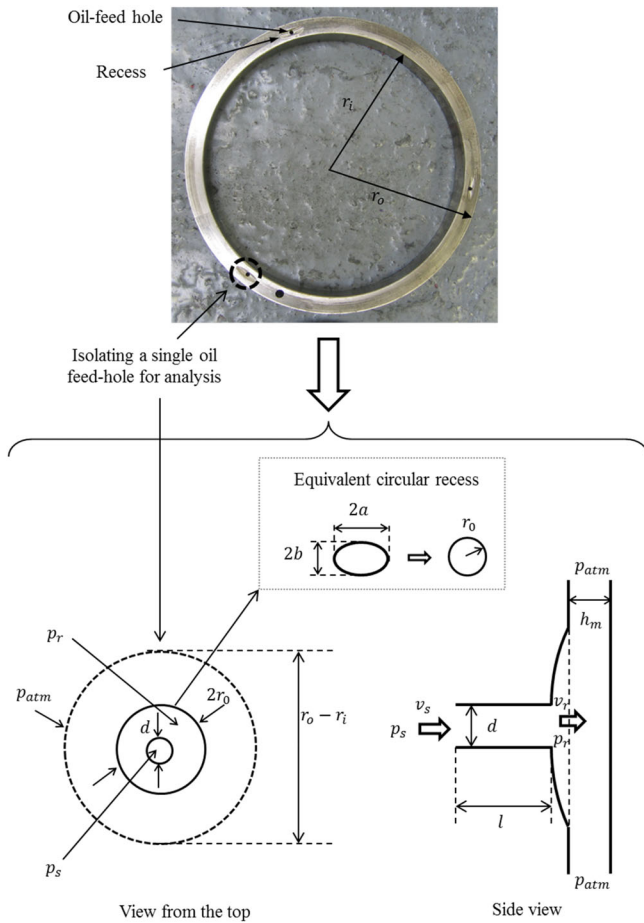 Oil-feed hole
Recess
r_i
r_o
Isolating a single oil
feed-hole for analysis
Equivalent circular recess
2a
r_0
2b
p_atm
h_m
p_r
p_atm
2r_0
d
r_o − r_i
p_s
v_s
p_s
d
v_r
p_r
l
p_atm
View from the top
Side view